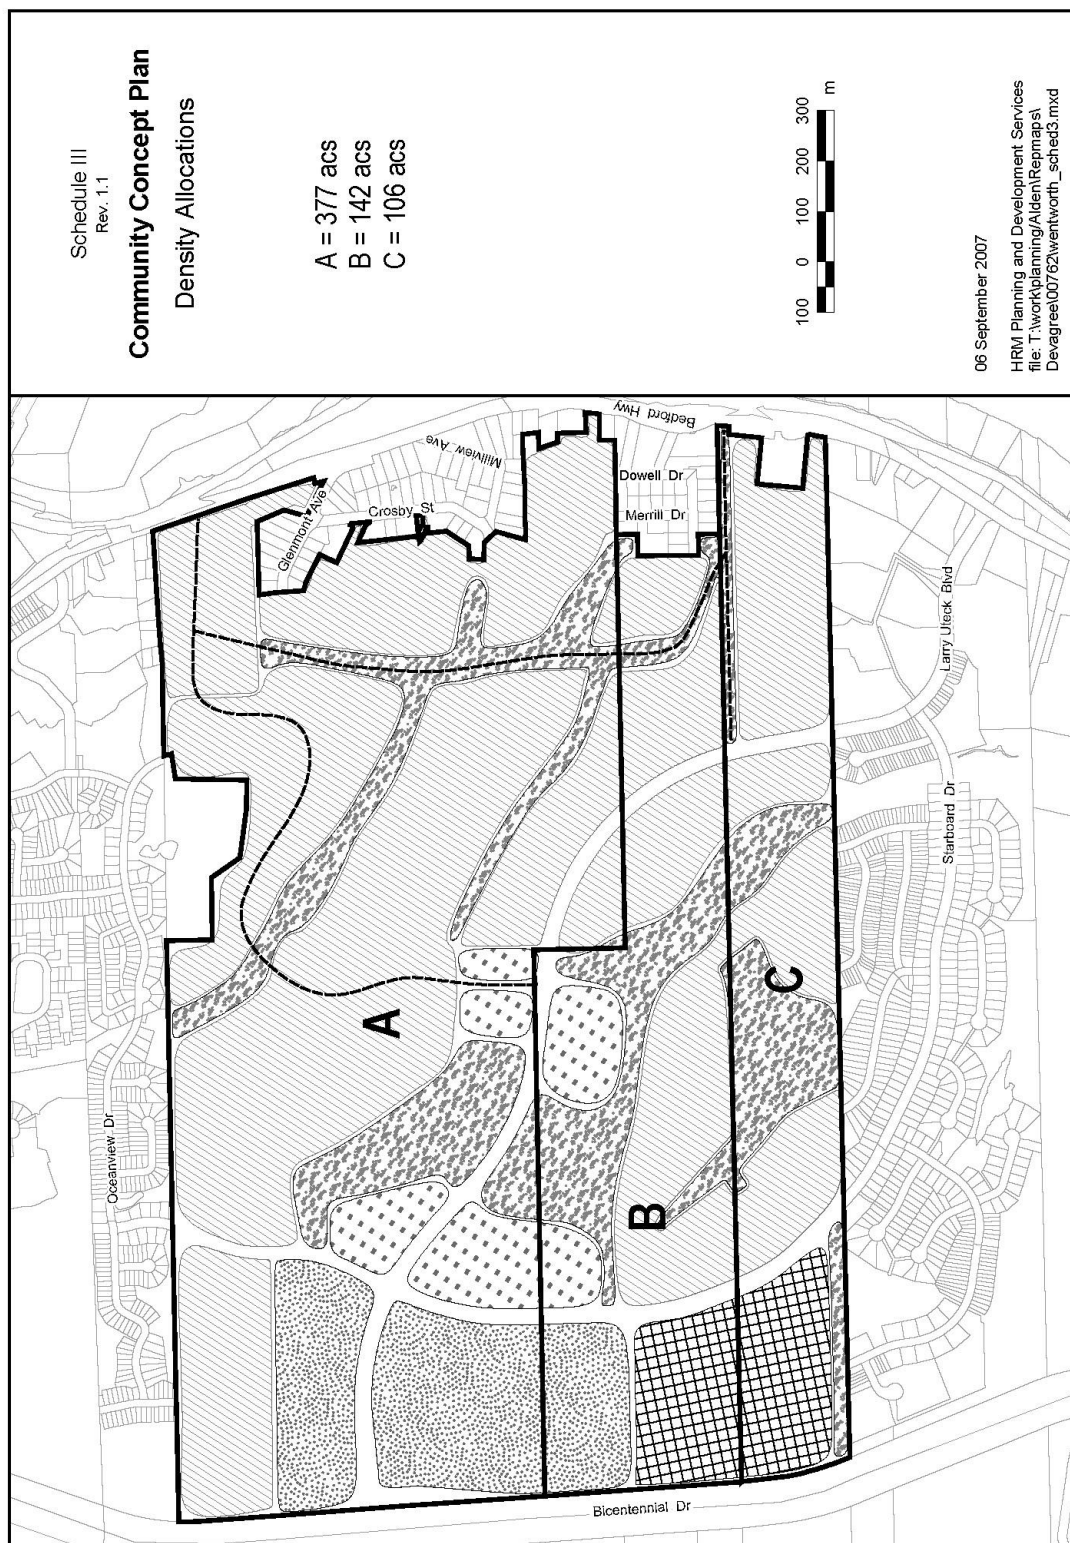 Schedule III
Rev. 1.1
Community Concept Plan
Density Allocations
A = 377 acs
B = 142 acs
C = 106 acs
100 0 100 200 300
m
06 September 2007
HRM Planning and Development Services
file: T:\work\planning\Alden\Repmaps\
Devagree\00762\wentworth_sched3.mxd
Oceanview Dr
Glenmont Ave
Crosby St
Millview Ave
Bedford Hwy
Dowell Dr
Merrill Dr
Larry Uteck Blvd
Starboard Dr
Bicentennial Dr
A
B
C